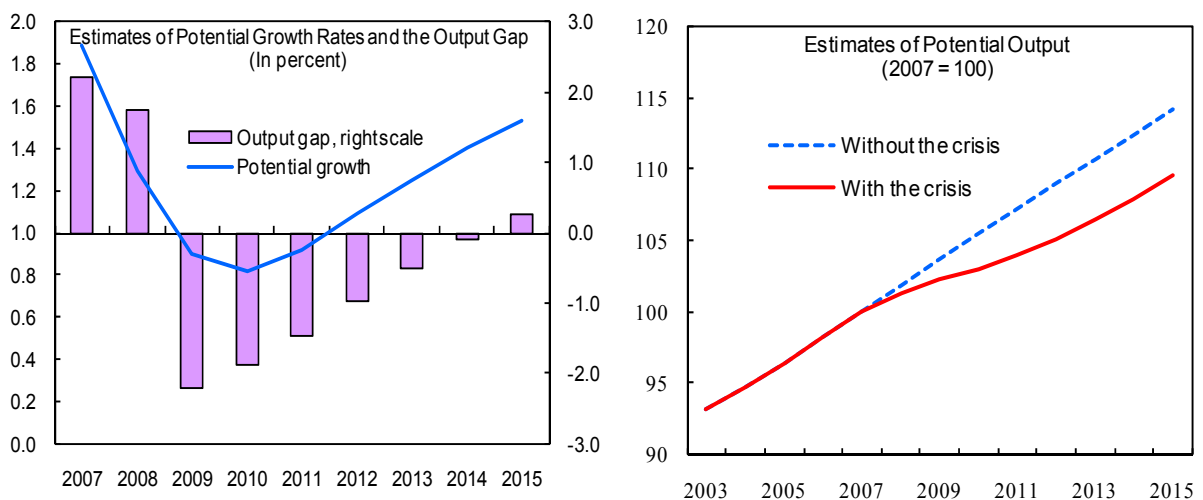 Estimates of Potential Growth Rates and the Output Gap
(In percent)
Output gap, right scale
Potential growth
2.0
1.8
1.6
1.4
1.2
1.0
0.8
0.6
0.4
0.2
0.0
3.0
2.0
1.0
0.0
-1.0
-2.0
-3.0
2007 2008 2009 2010 2011 2012 2013 2014 2015
Estimates of Potential Output
(2007 = 100)
Without the crisis
With the crisis
120
115
110
105
100
95
90
2003 2005 2007 2009 2011 2013 2015